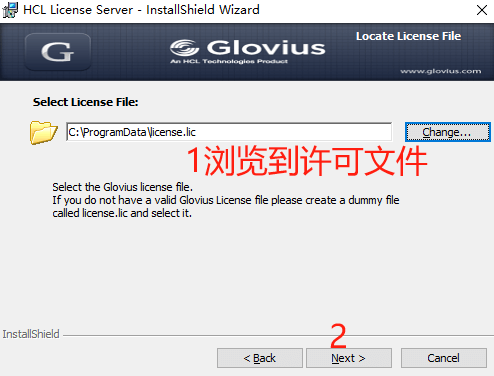 HCL License Server - InstallShield Wizard
G
Glovius
An HCL Technologies Product
Locate License File
www.glovius.com
Select License File:
C:\ProgramData\license.lic
Change...
1浏览到许可文件
Select the Glovius license file.
If you do not have a valid Glovius License file please create a dummy file
called license.lic and select it.
InstallShield
2
< Back
Next >
Cancel